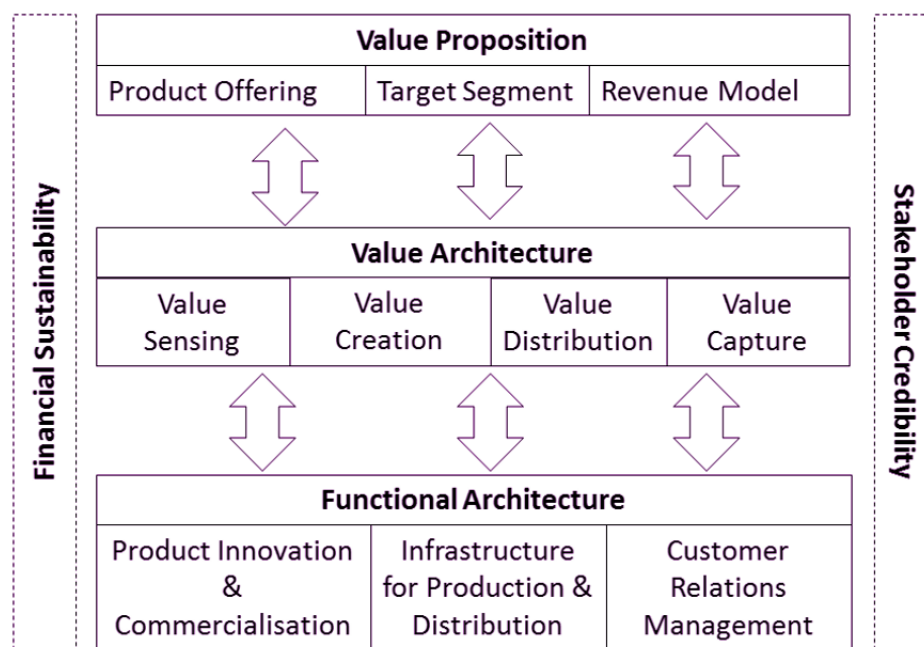 Financial Sustainability
Value Proposition
Product Offering
Target Segment
Revenue Model
Value Architecture
Value
Sensing
Value
Creation
Value
Distribution
Value
Capture
Functional Architecture
Product Innovation
&
Commercialisation
Infrastructure
for Production &
Distribution
Customer
Relations
Management
Stakeholder Credibility